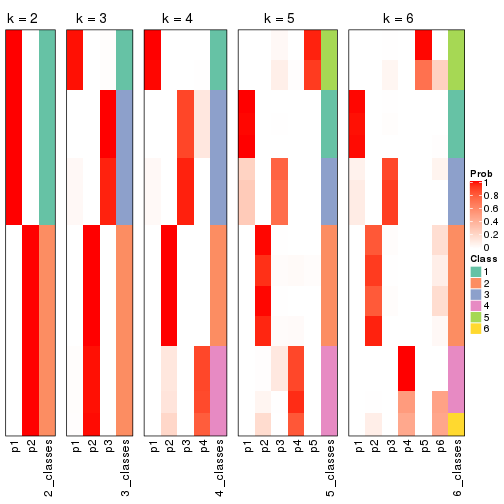 k = 2
k = 3
k = 4
k = 5
k = 6
Prob
1
0.8
0.6
0.4
0.2
0
Class
1
2
3
4
5
6
p1
p2
2_classes
p1
p2
p3
3_classes
p1
p2
p3
p4
4_classes
p1
p2
p3
p4
p5
5_classes
p1
p2
p3
p4
p5
p6
6_classes